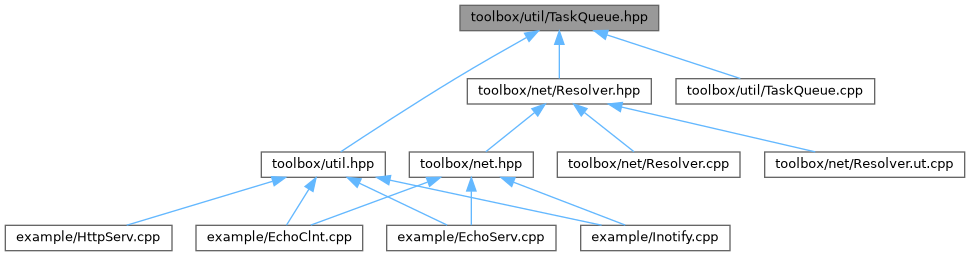 toolbox/util/TaskQueue.hpp
toolbox/net/Resolver.hpp
toolbox/util/TaskQueue.cpp
toolbox/util.hpp
toolbox/net.hpp
toolbox/net/Resolver.cpp
toolbox/net/Resolver.ut.cpp
example/HttpServ.cpp
example/EchoClnt.cpp
example/EchoServ.cpp
example/Inotify.cpp